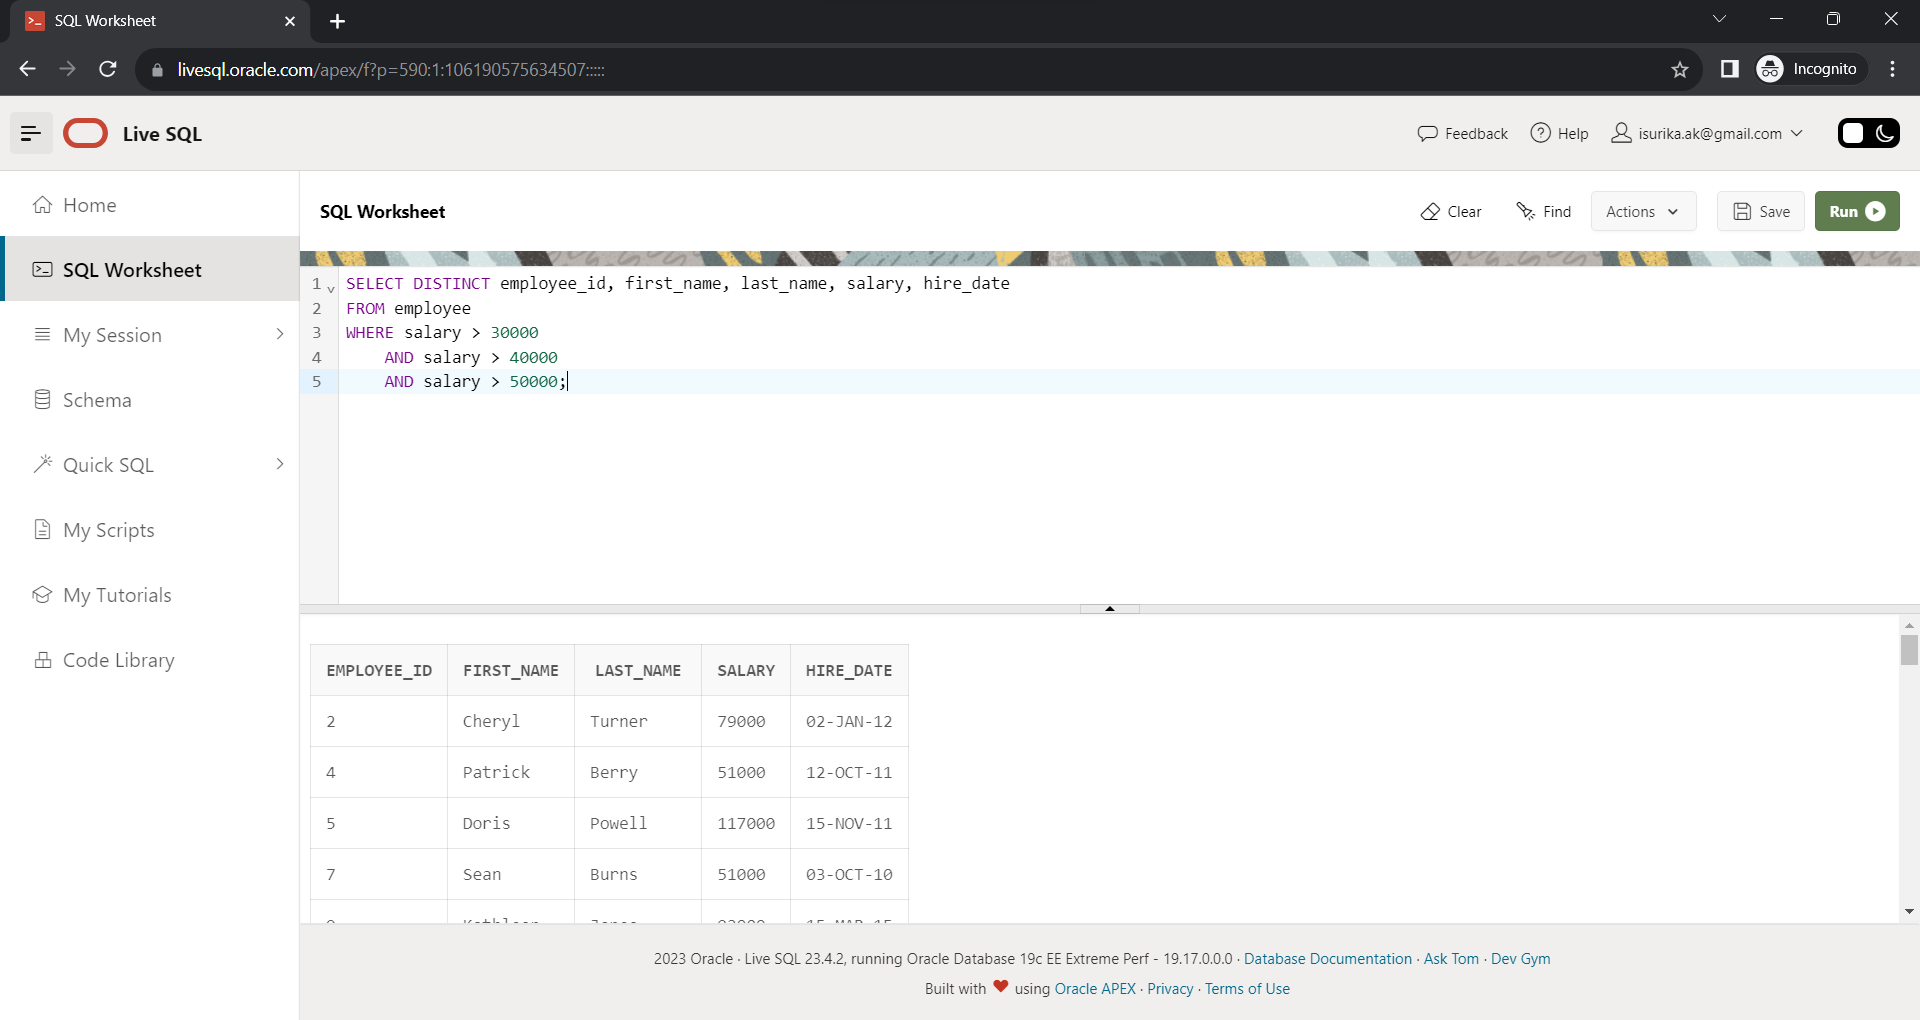 SQL Worksheet
livesql.oracle.com/apex/f?p=590:1:106190575634507:::::
Incognito
Live SQL
Feedback
Help
isurika.ak@gmail.com
Home
SQL Worksheet
My Session
Schema
Quick SQL
My Scripts
My Tutorials
Code Library
SQL Worksheet
Clear
Find
Actions
Save
Run
1 SELECT DISTINCT employee_id, first_name, last_name, salary, hire_date
2 FROM employee
3 WHERE salary > 30000
4 AND salary > 40000
5 AND salary > 50000;
EMPLOYEE_ID FIRST_NAME LAST_NAME SALARY HIRE_DATE
2 Cheryl Turner 79000 02-JAN-12
4 Patrick Berry 51000 12-OCT-11
5 Doris Powell 117000 15-NOV-11
7 Sean Burns 51000 03-OCT-10
2023 Oracle · Live SQL 23.4.2, running Oracle Database 19c EE Extreme Perf - 19.17.0.0.0 · Database Documentation · Ask Tom · Dev Gym
Built with ❤ using Oracle APEX · Privacy · Terms of Use